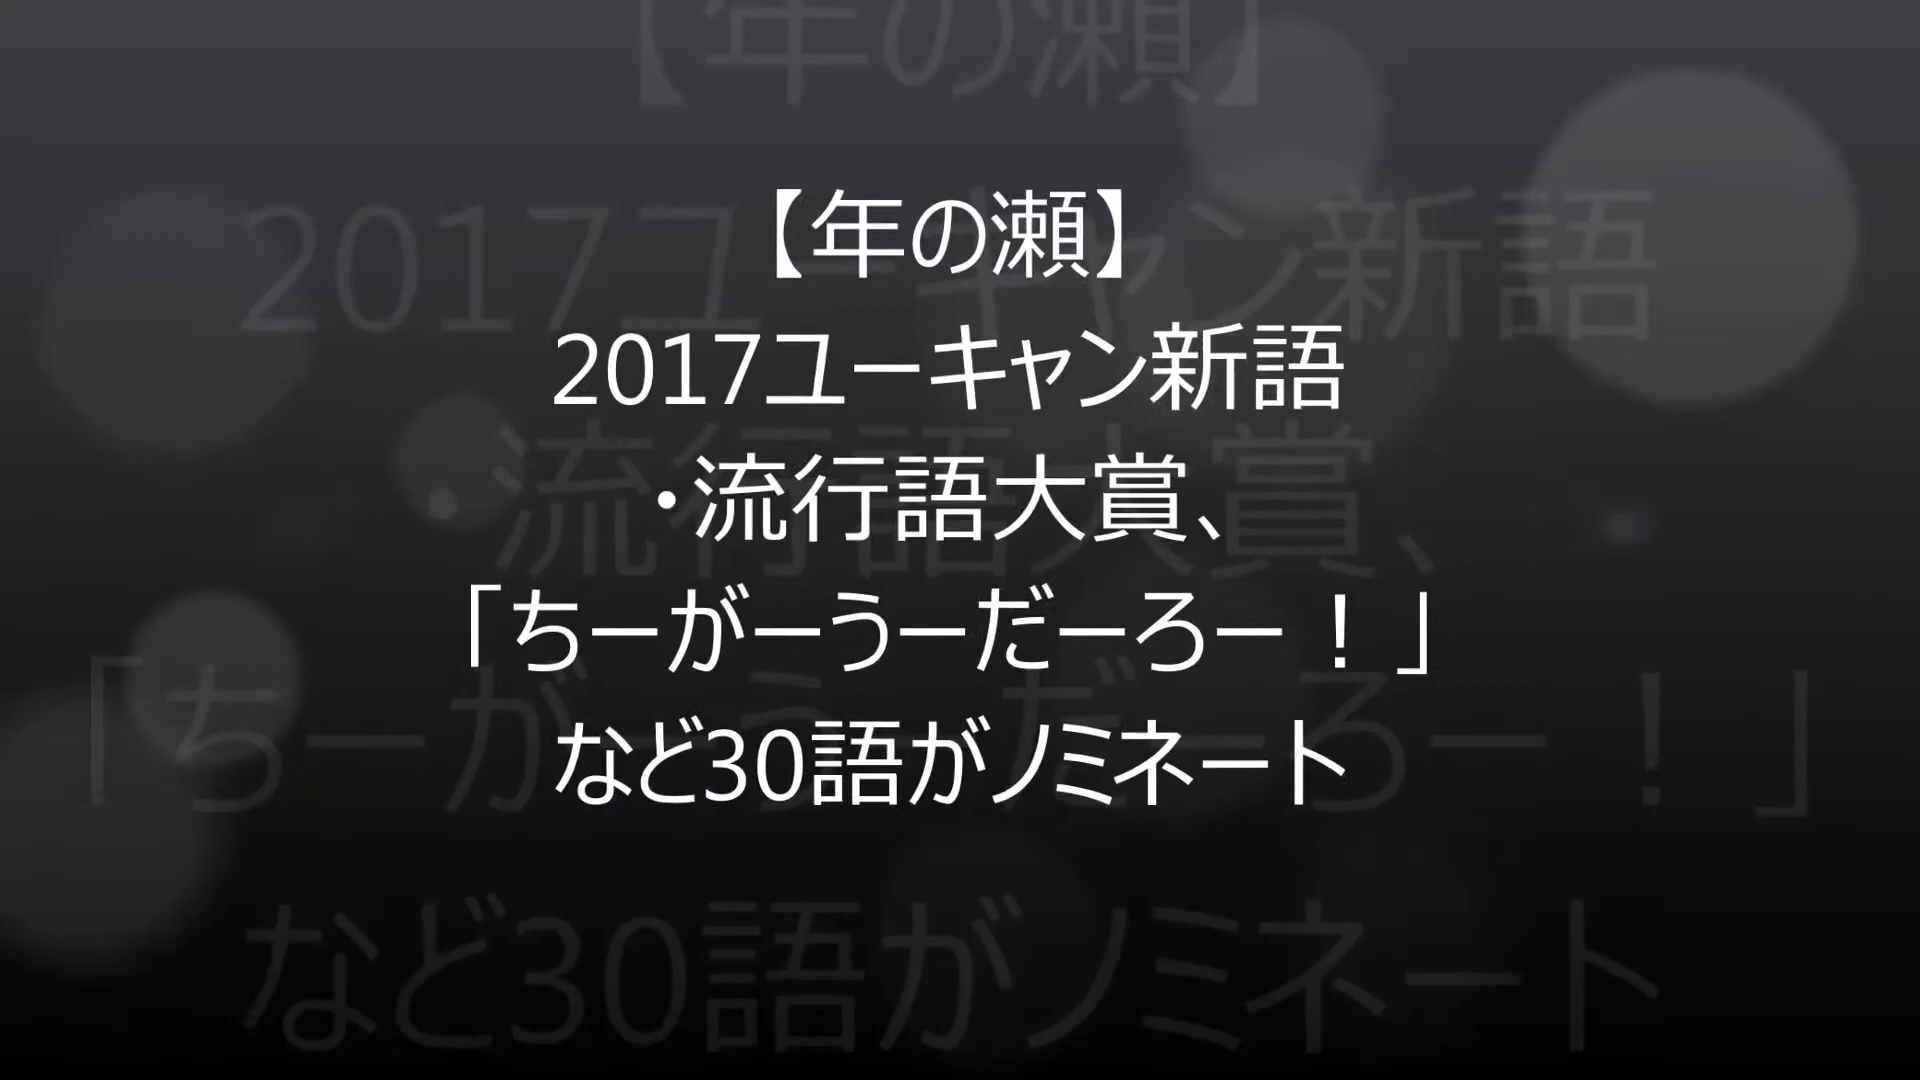 【年の瀬】
2017ユーキャン新語
・流行語大賞、
「ちーがーうーだーろー！」
など30語がノミネート